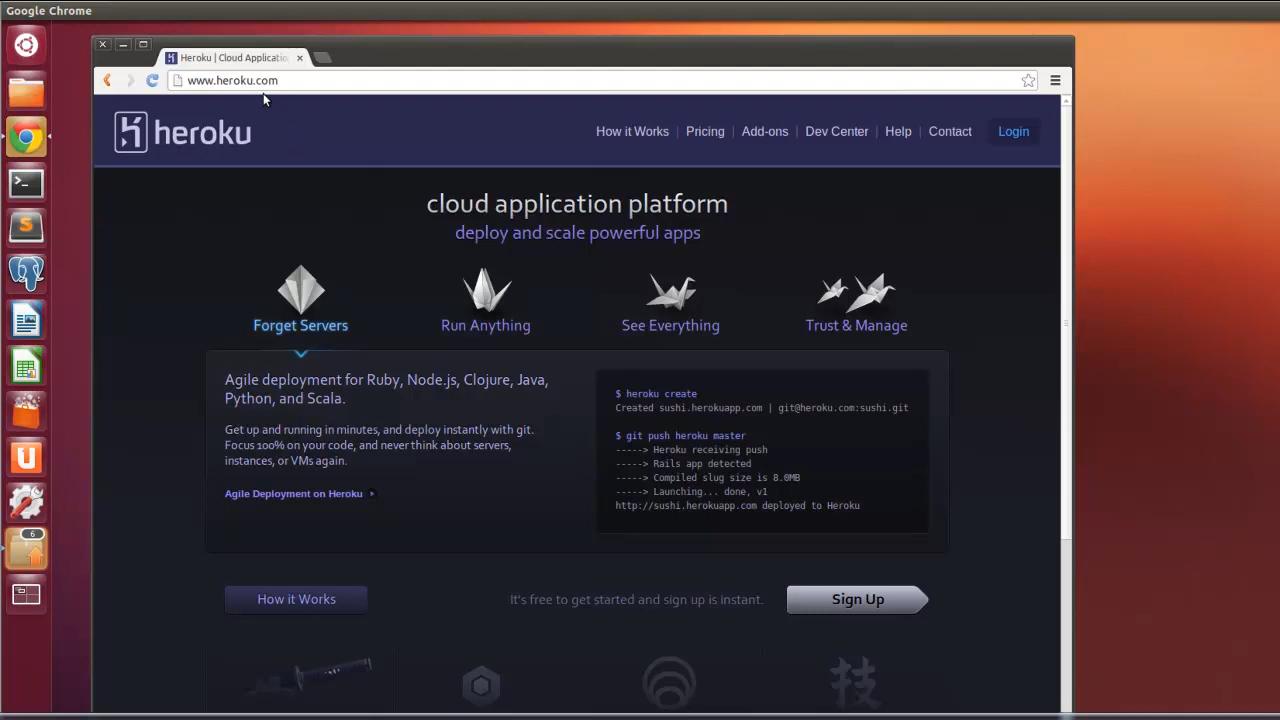 Google Chrome
Heroku | Cloud Applicatio
www.heroku.com
heroku
How it Works | Pricing | Add-ons | Dev Center | Help | Contact Login
cloud application platform
deploy and scale powerful apps
Forget Servers Run Anything See Everything Trust & Manage
Agile deployment for Ruby, Node.js, Clojure, Java,
Python, and Scala.
Get up and running in minutes, and deploy instantly with git.
Focus 100% on your code, and never think about servers,
instances, or VMs again.
Agile Deployment on Heroku
$ heroku create
Created sushi.herokuapp.com | git@heroku.com:sushi.git
$ git push heroku master
-----> Heroku receiving push
-----> Rails app detected
-----> Compiled slug size is 8.0MB
-----> Launching... done, v1
http://sushi.herokuapp.com deployed to Heroku
How it Works
It's free to get started and sign up is instant.
Sign Up
技
6